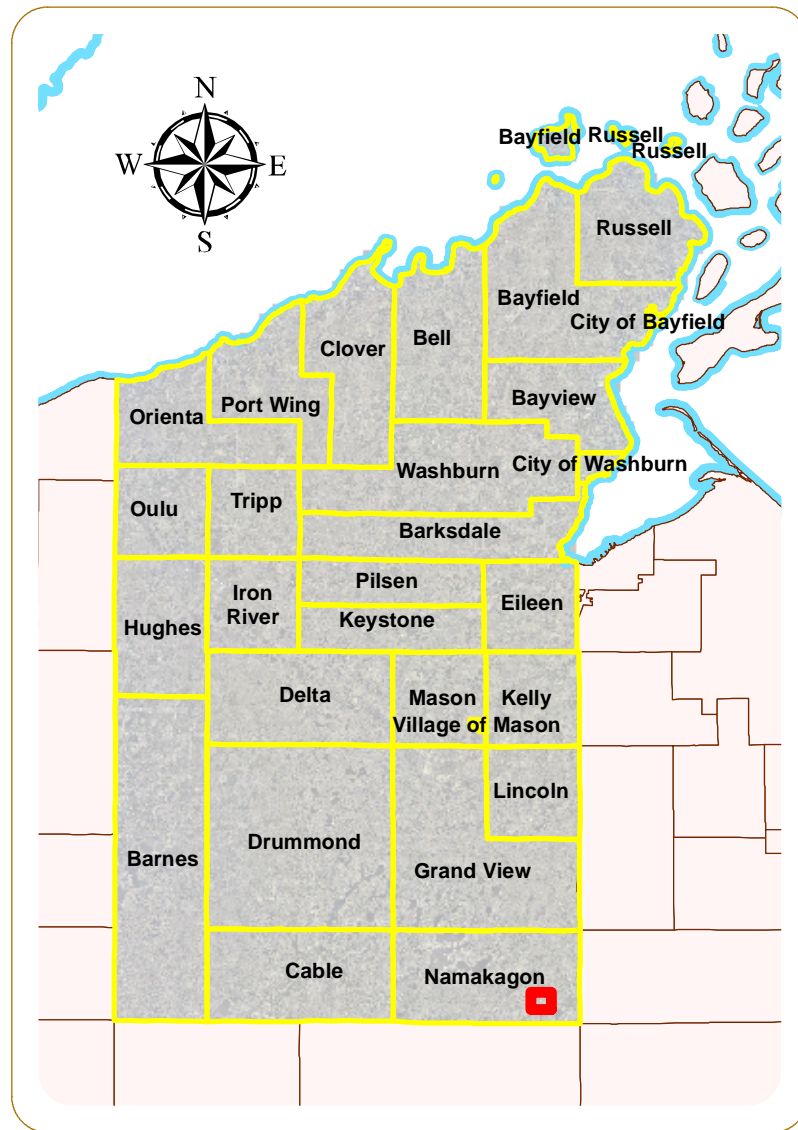 N
W E
S
Bayfield
Russell
Russell
Russell
Bayfield
City of Bayfield
Clover
Bell
Bayview
Port Wing
Orienta
Washburn
City of Washburn
Oulu
Tripp
Barksdale
Pilsen
Iron
River
Eileen
Keystone
Hughes
Delta
Mason
Kelly
Village of Mason
Lincoln
Drummond
Barnes
Grand View
Cable
Namakagon